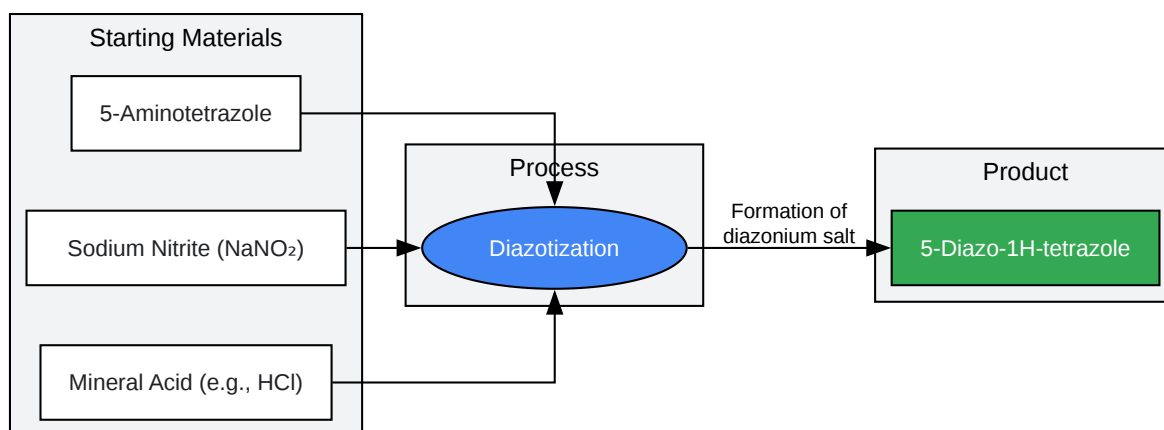 Starting Materials
5-Aminotetrazole
Sodium Nitrite (NaNO₂)
Mineral Acid (e.g., HCl)
Process
Diazotization
Formation of
diazonium salt
Product
5-Diazo-1H-tetrazole